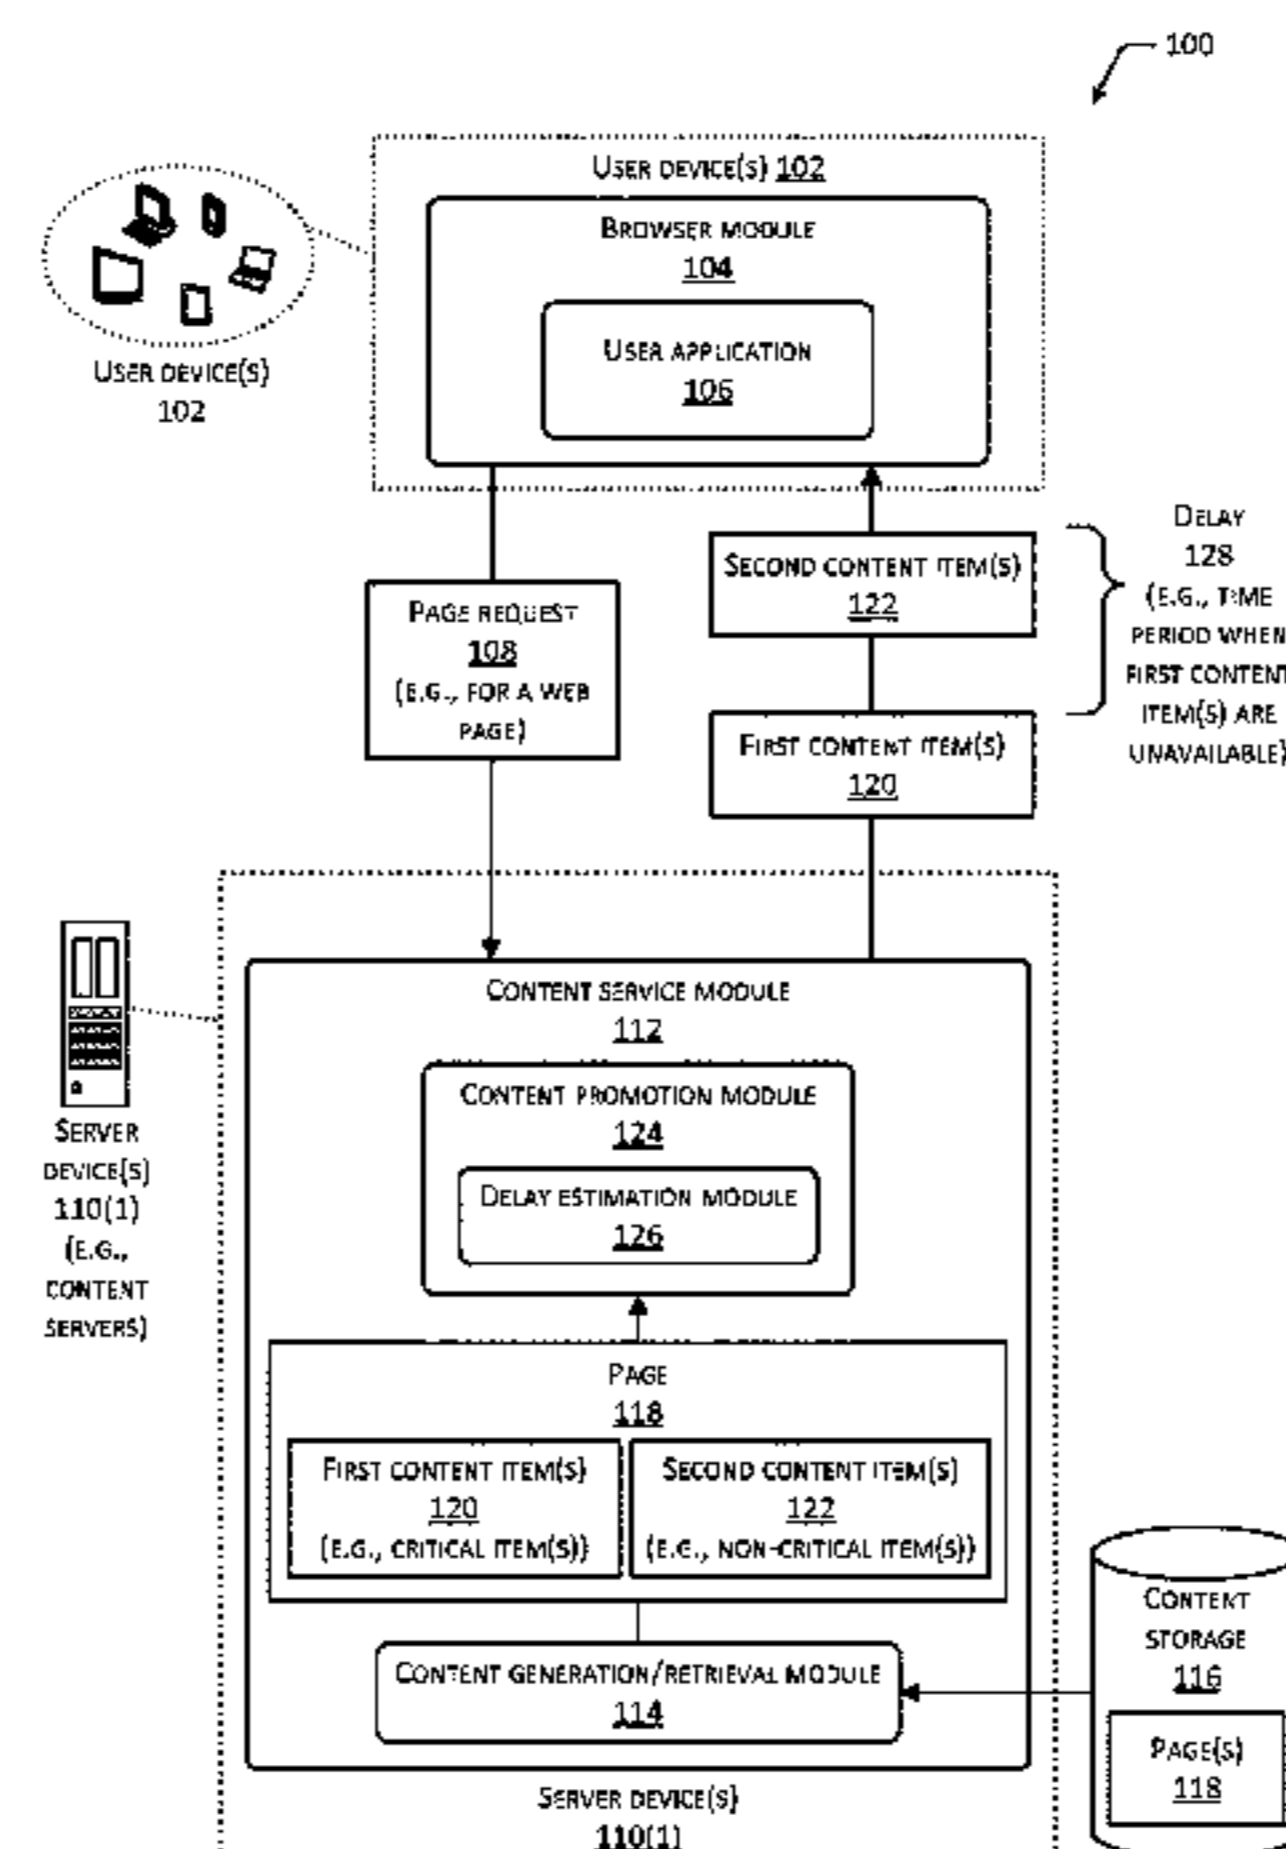 100
USER DEVICE(S) 102
BROWSER MODULE
104
USER APPLICATION
106
USER DEVICE(S)
102
PAGE REQUEST
108
(E.G., FOR A WEB
PAGE)
SECOND CONTENT ITEM(S)
122
FIRST CONTENT ITEM(S)
120
DELAY
128
(E.G., TIME
PERIOD WHEN
FIRST CONTENT
ITEM(S) ARE
UNAVAILABLE)
CONTENT SERVICE MODULE
112
CONTENT PROMOTION MODULE
124
DELAY ESTIMATION MODULE
126
SERVER
DEVICE(S)
110(1)
(E.G.,
CONTENT
SERVERS)
PAGE
118
FIRST CONTENT ITEM(S)
120
(E.G., CRITICAL ITEM(S))
SECOND CONTENT ITEM(S)
122
(E.G., NON-CRITICAL ITEM(S))
CONTENT GENERATION/RETRIEVAL MODULE
114
CONTENT
STORAGE
116
PAGE(S)
118
SERVER DEVICE(S)
110(1)